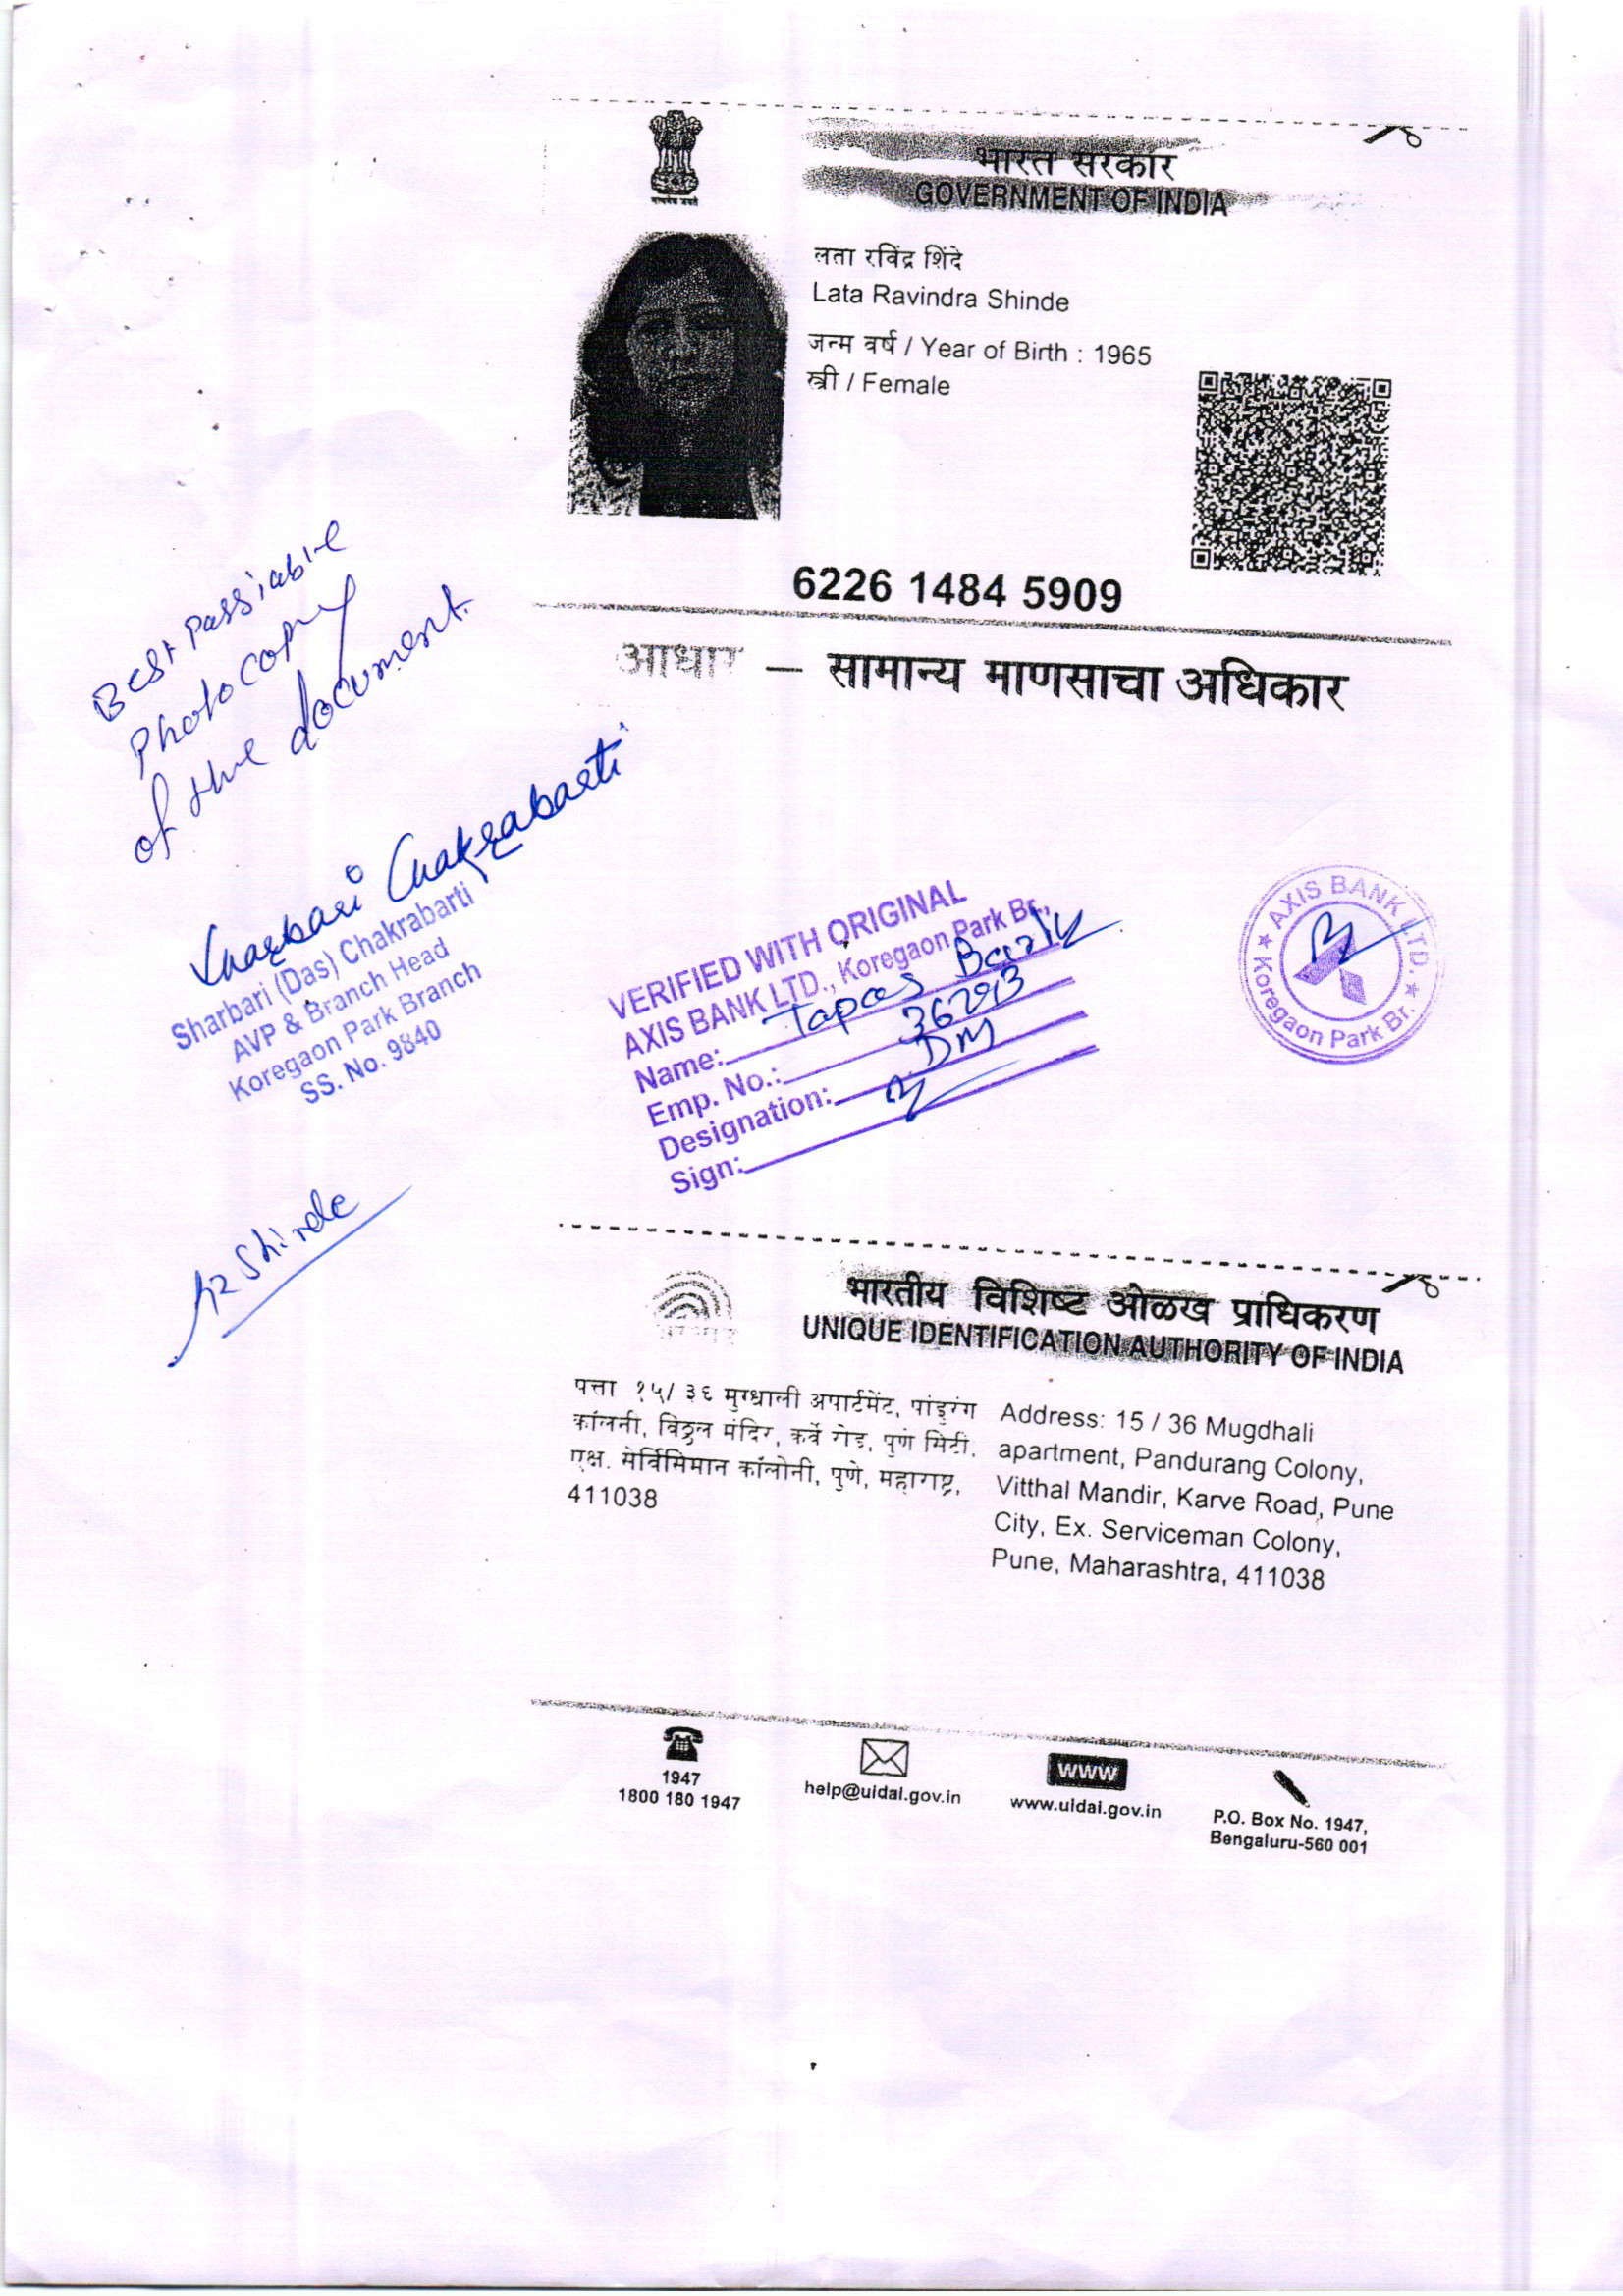 सत्यमेव जयते
भारत सरकार
GOVERNMENT OF INDIA
लता रविंद्र शिंदे
Lata Ravindra Shinde
जन्म वर्ष / Year of Birth : 1965
स्त्री / Female
6226 1484 5909
आधार — सामान्य माणसाचा अधिकार
Best passiable
Photocopy
of the document.
Sharbari Chakrabarti
Sharbari (Das) Chakrabarti
AVP & Branch Head
Koregaon Park Branch
SS. No. 9840
VERIFIED WITH ORIGINAL
AXIS BANK LTD., Koregaon Park Br.,
Name: Tapas
Emp. No.: 36293
Designation: DM
Sign:
AXIS BANK LTD.
Koregaon Park Br.
Shinde
भारतीय विशिष्ट ओळख प्राधिकरण
UNIQUE IDENTIFICATION AUTHORITY OF INDIA
पत्ता १५/ ३६ मुग्धाली अपार्टमेंट, पांडुरंग
कॉलनी, विठ्ठल मंदिर, कर्वे रोड, पुणे सिटी,
एक्ष. सेर्विसिमान कॉलोनी, पुणे, महाराष्ट्र,
411038
Address: 15 / 36 Mugdhali
apartment, Pandurang Colony,
Vitthal Mandir, Karve Road, Pune
City, Ex. Serviceman Colony,
Pune, Maharashtra, 411038
1947
1800 180 1947
help@uidai.gov.in
www
www.uidai.gov.in
P.O. Box No. 1947,
Bengaluru-560 001